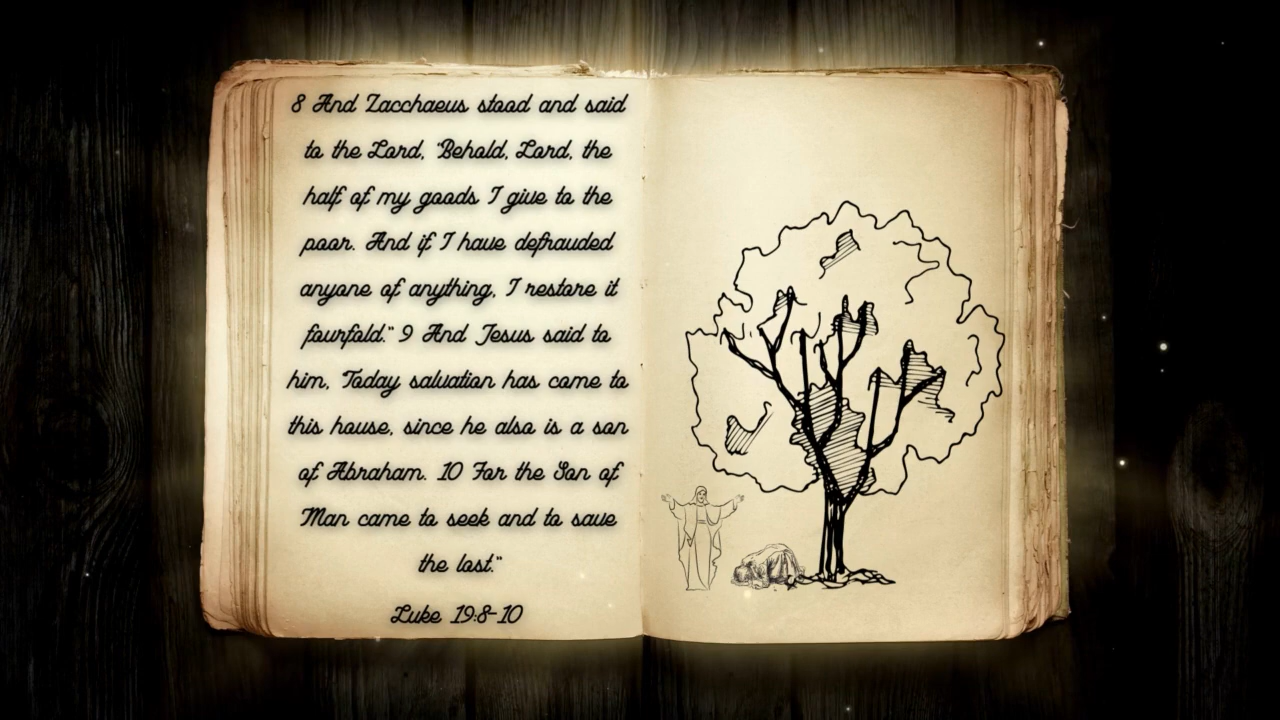 8 And Zacchaeus stood and said
to the Lord, "Behold, Lord, the
half of my goods I give to the
poor. And if I have defrauded
anyone of anything, I restore it
fourfold." 9 And Jesus said to
him, "Today salvation has come to
this house, since he also is a son
of Abraham. 10 For the Son of
Man came to seek and to save
the lost."
Luke 19:8-10